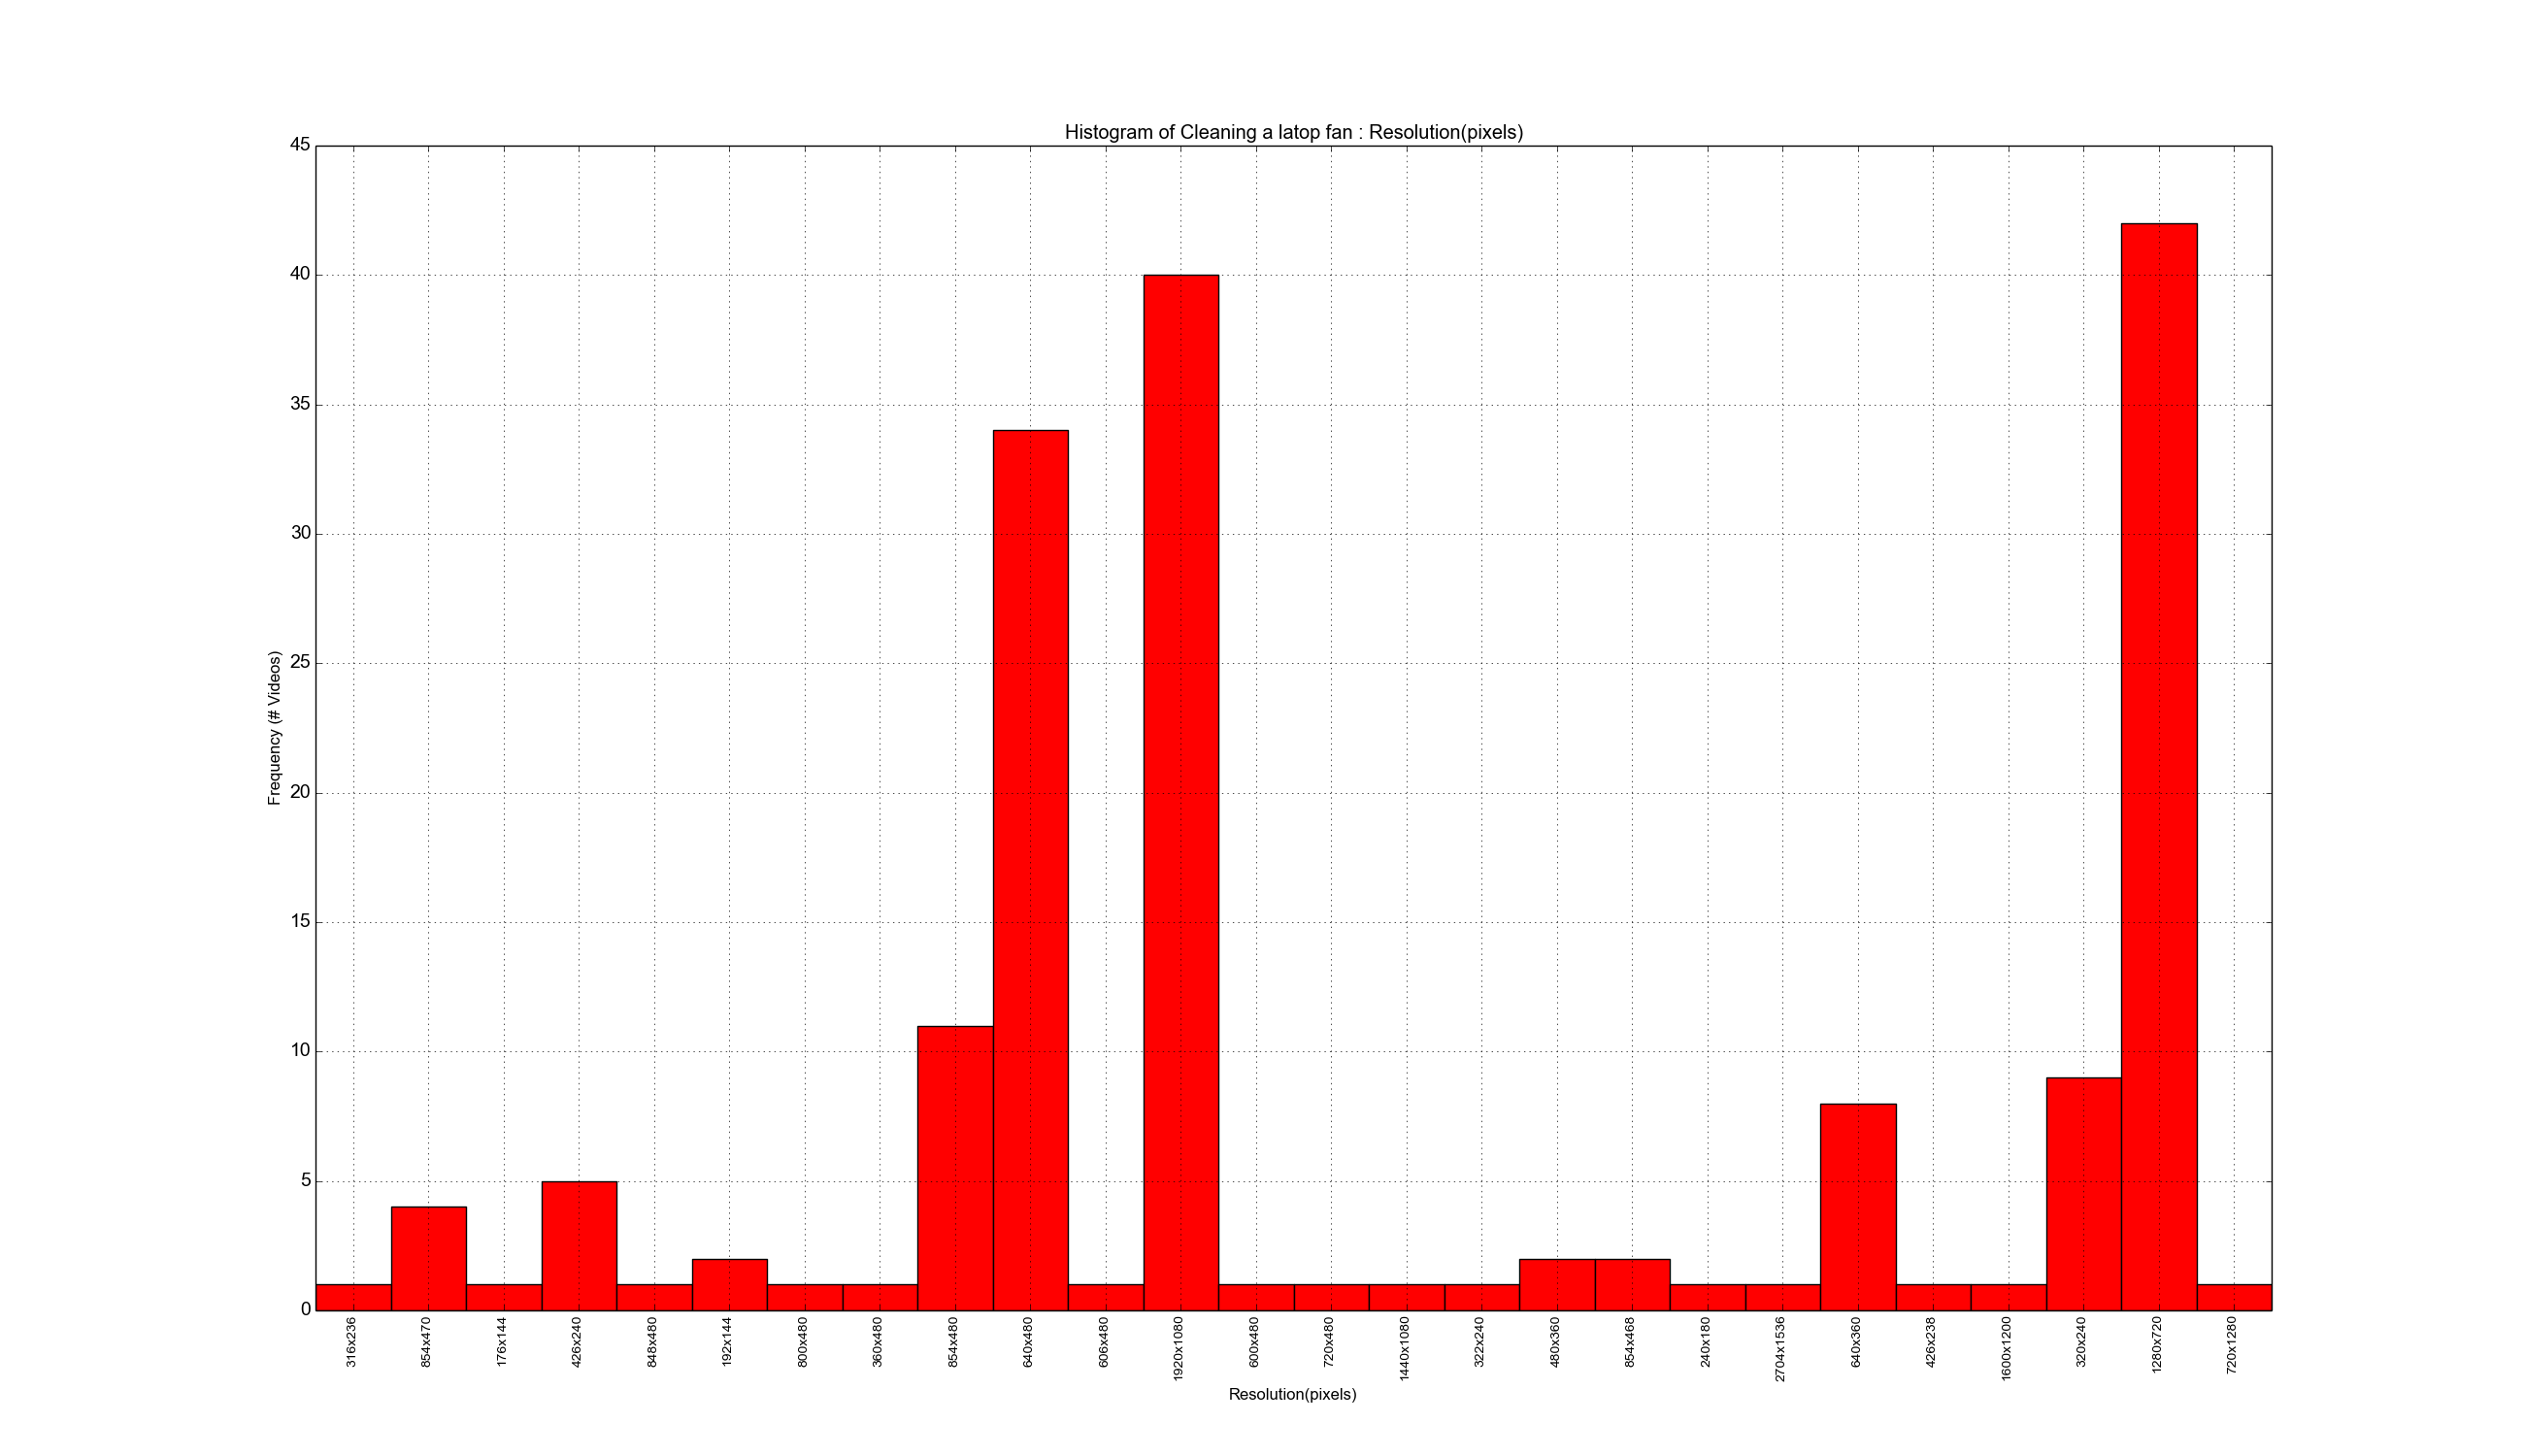 Histogram of Cleaning a latop fan : Resolution(pixels)
45
40
35
30
25
20
15
10
5
0
Frequency (# Videos)
316x236
854x470
176x144
426x240
848x480
192x144
800x480
360x480
854x480
640x480
606x480
1920x1080
600x480
720x480
1440x1080
322x240
480x360
854x468
240x180
2704x1536
640x360
426x238
1600x1200
320x240
1280x720
720x1280
Resolution(pixels)